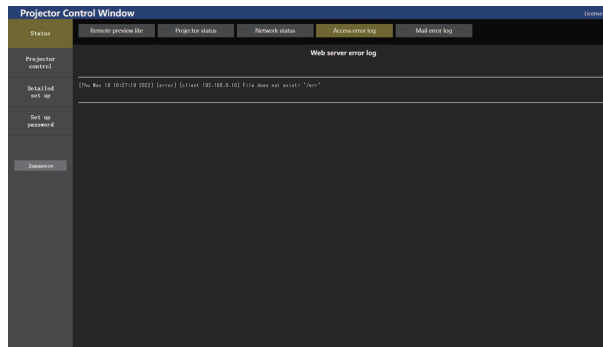 Projector Control Window
License
Status
Remote preview lite
Projector status
Network status
Access error log
Mail error log
Web server error log
Projector
control
[Thu Mar 10 10:27:19 2022] [error] [client 192.168.0.10] File does not exist: '/err'
Detailed
set up
Set up
password
Japanese